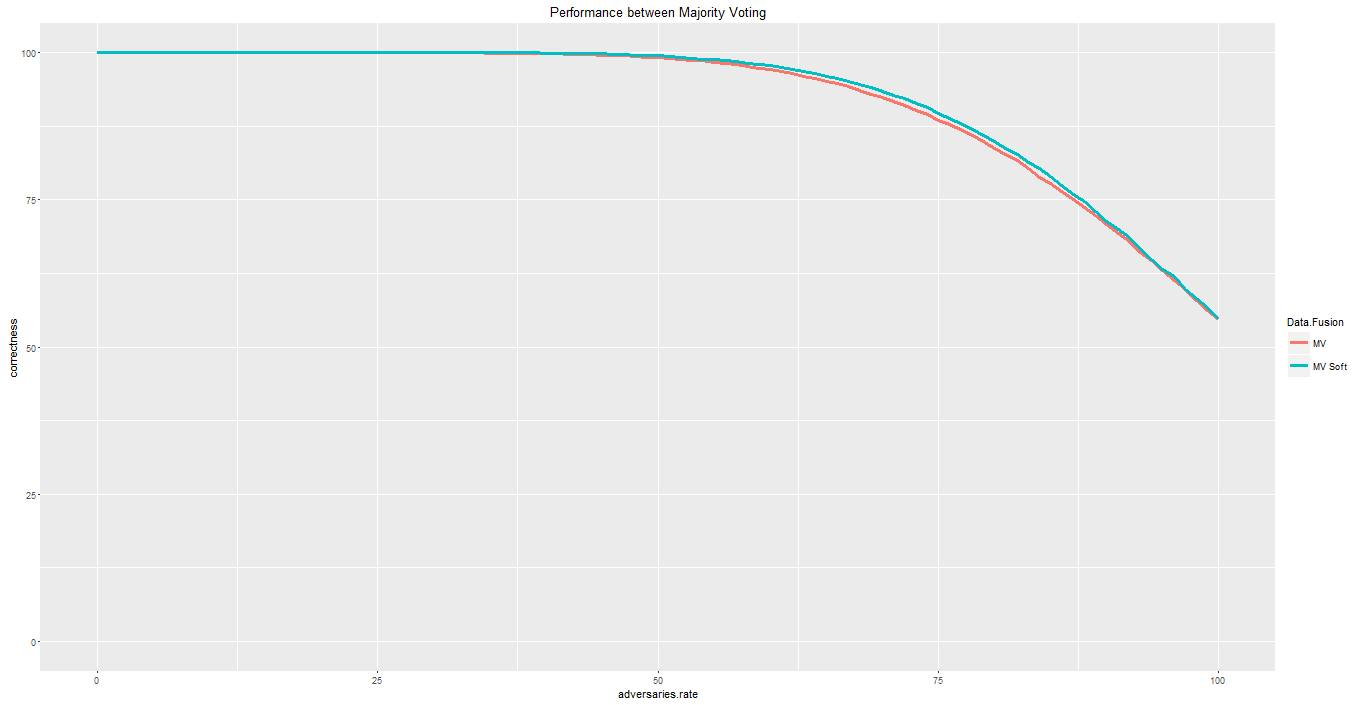 Performance between Majority Voting
100
75
50
25
0
correctness
0 25 50 75 100
adversaries.rate
Data.Fusion
MV
MV Soft